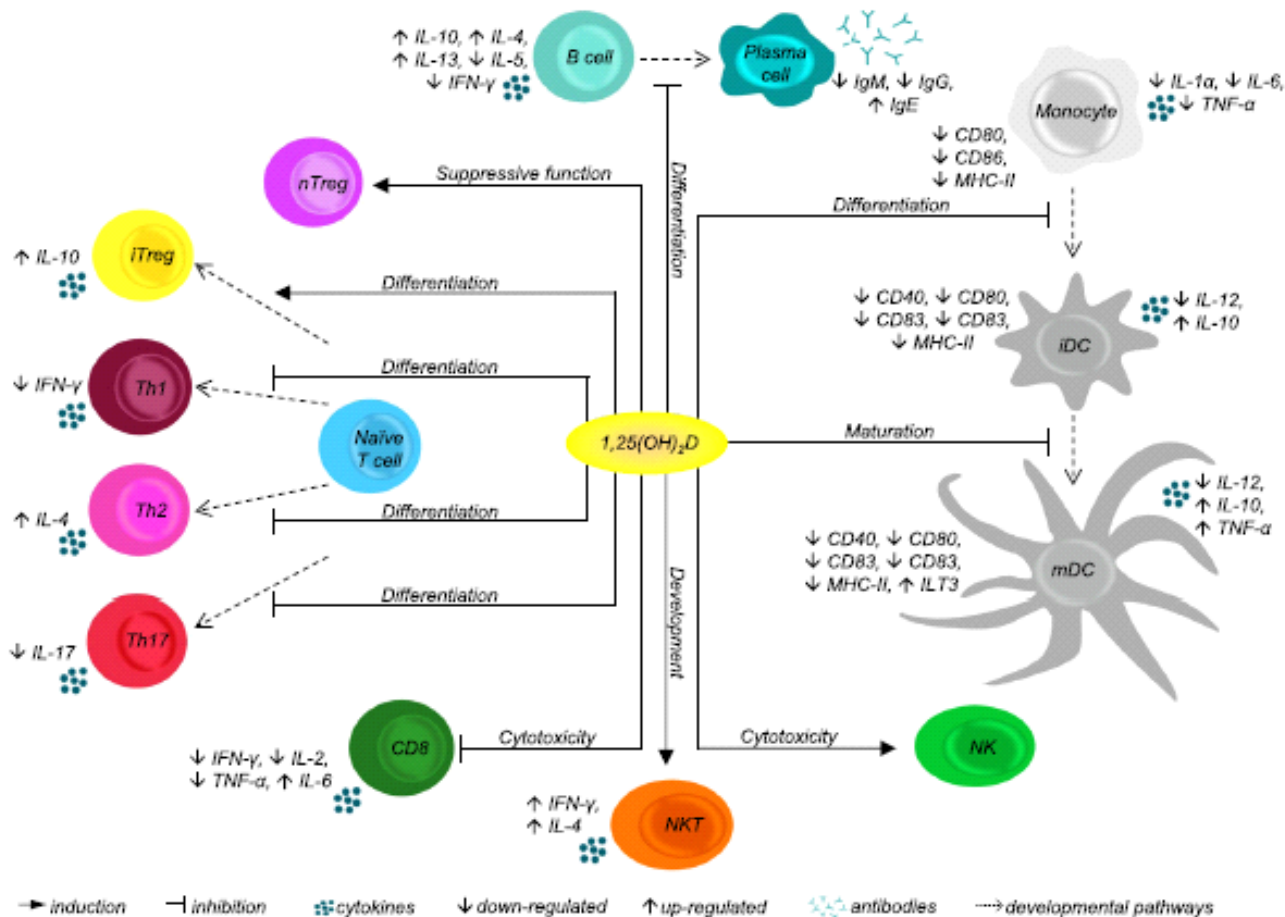 ↑ IL-10, ↑ IL-4,
↑ IL-13, ↓ IL-5,
↓ IFN-γ
B cell
Plasma
cell
↓ IgM, ↓ IgG,
↑ IgE
Monocyte
↓ IL-1α, ↓ IL-6,
↓ TNF-α
↓ CD80,
↓ CD86,
↓ MHC-II
nTreg
Suppressive function
Differentiation
Differentiation
iTreg
↑ IL-10
Differentiation
↓ CD40, ↓ CD80,
↓ CD83, ↓ CD83,
↓ MHC-II
iDC
↓ IL-12,
↑ IL-10
Th1
↓ IFN-γ
Differentiation
Naïve
T cell
1,25(OH)₂D
Maturation
Th2
↑ IL-4
Differentiation
↓ IL-12,
↑ IL-10,
↑ TNF-α
↓ CD40, ↓ CD80,
↓ CD83, ↓ CD83,
↓ MHC-II, ↑ ILT3
mDC
Differentiation
Development
Th17
↓ IL-17
CD8
↓ IFN-γ, ↓ IL-2,
↓ TNF-α, ↑ IL-6
Cytotoxicity
Cytotoxicity
NK
↑ IFN-γ,
↑ IL-4
NKT
induction inhibition cytokines ↓ down-regulated ↑ up-regulated antibodies developmental pathways